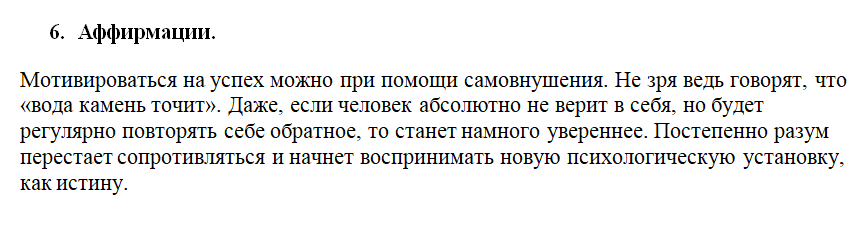 6. Аффирмации.
Мотивироваться на успех можно при помощи самовнушения. Не зря ведь говорят, что
«вода камень точит». Даже, если человек абсолютно не верит в себя, но будет
регулярно повторять себе обратное, то станет намного увереннее. Постепенно разум
перестает сопротивляться и начнет воспринимать новую психологическую установку,
как истину.